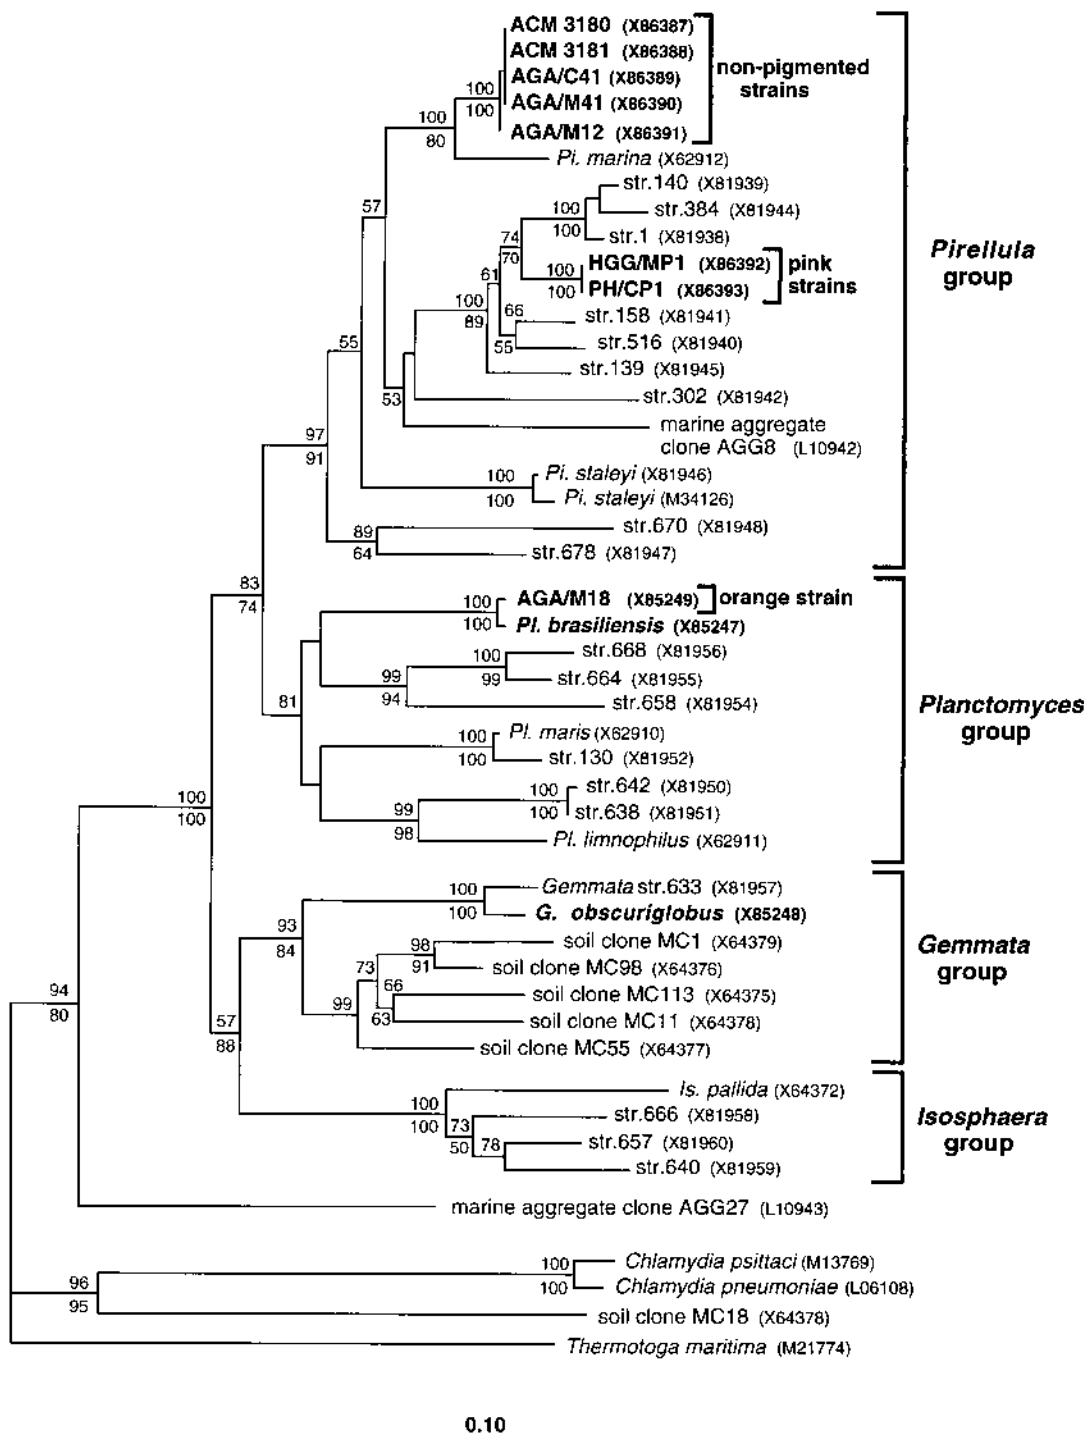 ACM 3180 (X86387)
ACM 3181 (X86388)
AGA/C41 (X86389)
AGA/M41 (X86390)
AGA/M12 (X86391)
non-pigmented
strains
100
100
100
80
Pi. marina (X62912)
57
str.140 (X81939)
str.384 (X81944)
str.1 (X81938)
100
100
74
70
HGG/MP1 (X86392)
PH/CP1 (X86393)
pink
strains
100
100
61
100
89
66
55
str.158 (X81941)
str.516 (X81940)
str.139 (X81945)
str.302 (X81942)
53
55
marine aggregate
clone AGG8 (L10942)
97
91
100
100
Pi. staleyi (X81946)
Pi. staleyi (M34126)
89
64
str.670 (X81948)
str.678 (X81947)
Pirellula
group
83
74
100
100
AGA/M18 (X85249)
orange strain
Pl. brasiliensis (X85247)
100
99
str.668 (X81956)
str.664 (X81955)
99
94
str.658 (X81954)
81
100
100
Pl. maris (X62910)
str.130 (X81952)
100
100
str.642 (X81950)
str.638 (X81951)
99
98
Pl. limnophilus (X62911)
Planctomyces
group
100
100
100
100
Gemmata str.633 (X81957)
G. obscuriglobus (X85248)
93
84
98
91
soil clone MC1 (X64379)
soil clone MC98 (X64376)
73
66
63
soil clone MC113 (X64375)
soil clone MC11 (X64378)
99
soil clone MC55 (X64377)
Gemmata
group
94
80
57
88
Is. pallida (X64372)
100
100
73
50
str.666 (X81958)
78
str.657 (X81960)
str.640 (X81959)
Isosphaera
group
marine aggregate clone AGG27 (L10943)
96
95
100
100
Chlamydia psittaci (M13769)
Chlamydia pneumoniae (L06108)
soil clone MC18 (X64378)
Thermotoga maritima (M21774)
0.10